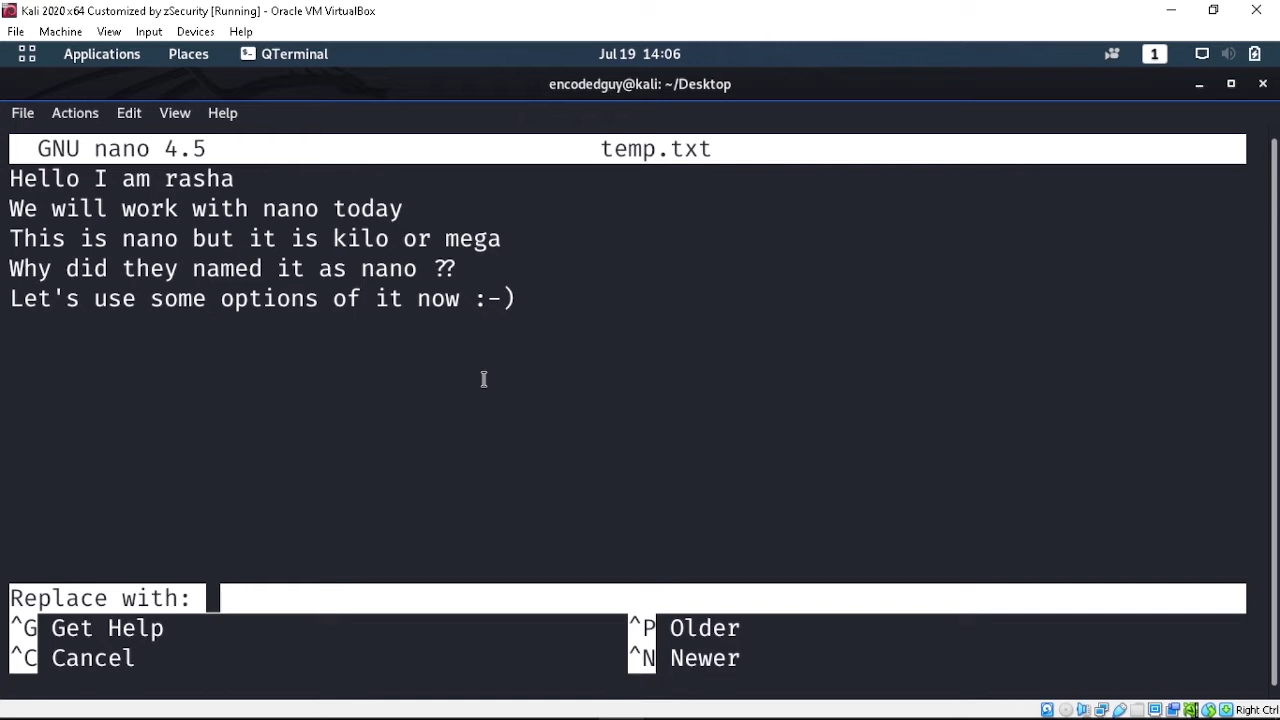 Kali 2020 x64 Customized by zSecurity [Running] - Oracle VM VirtualBox
File Machine View Input Devices Help
Applications Places QTerminal Jul 19 14:06 1
encodedguy@kali: ~/Desktop
File Actions Edit View Help
GNU nano 4.5 temp.txt
Hello I am rasha
We will work with nano today
This is nano but it is kilo or mega
Why did they named it as nano ??
Let's use some options of it now :-)
Replace with:
^G Get Help ^P Older
^C Cancel ^N Newer
Right Ctrl